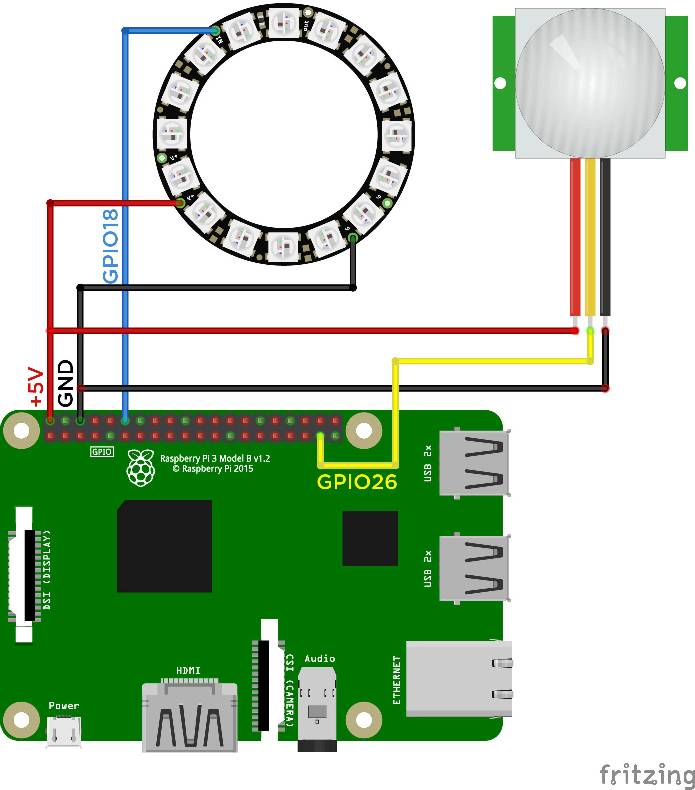 GPIO18
+5V
GND
GPIO
Raspberry Pi 3 Model B v1.2
© Raspberry Pi 2015
GPIO26
USB 2x
DSI (DISPLAY)
USB 2x
HDMI
CSI (CAMERA)
Audio
ETHERNET
Power
fritzing